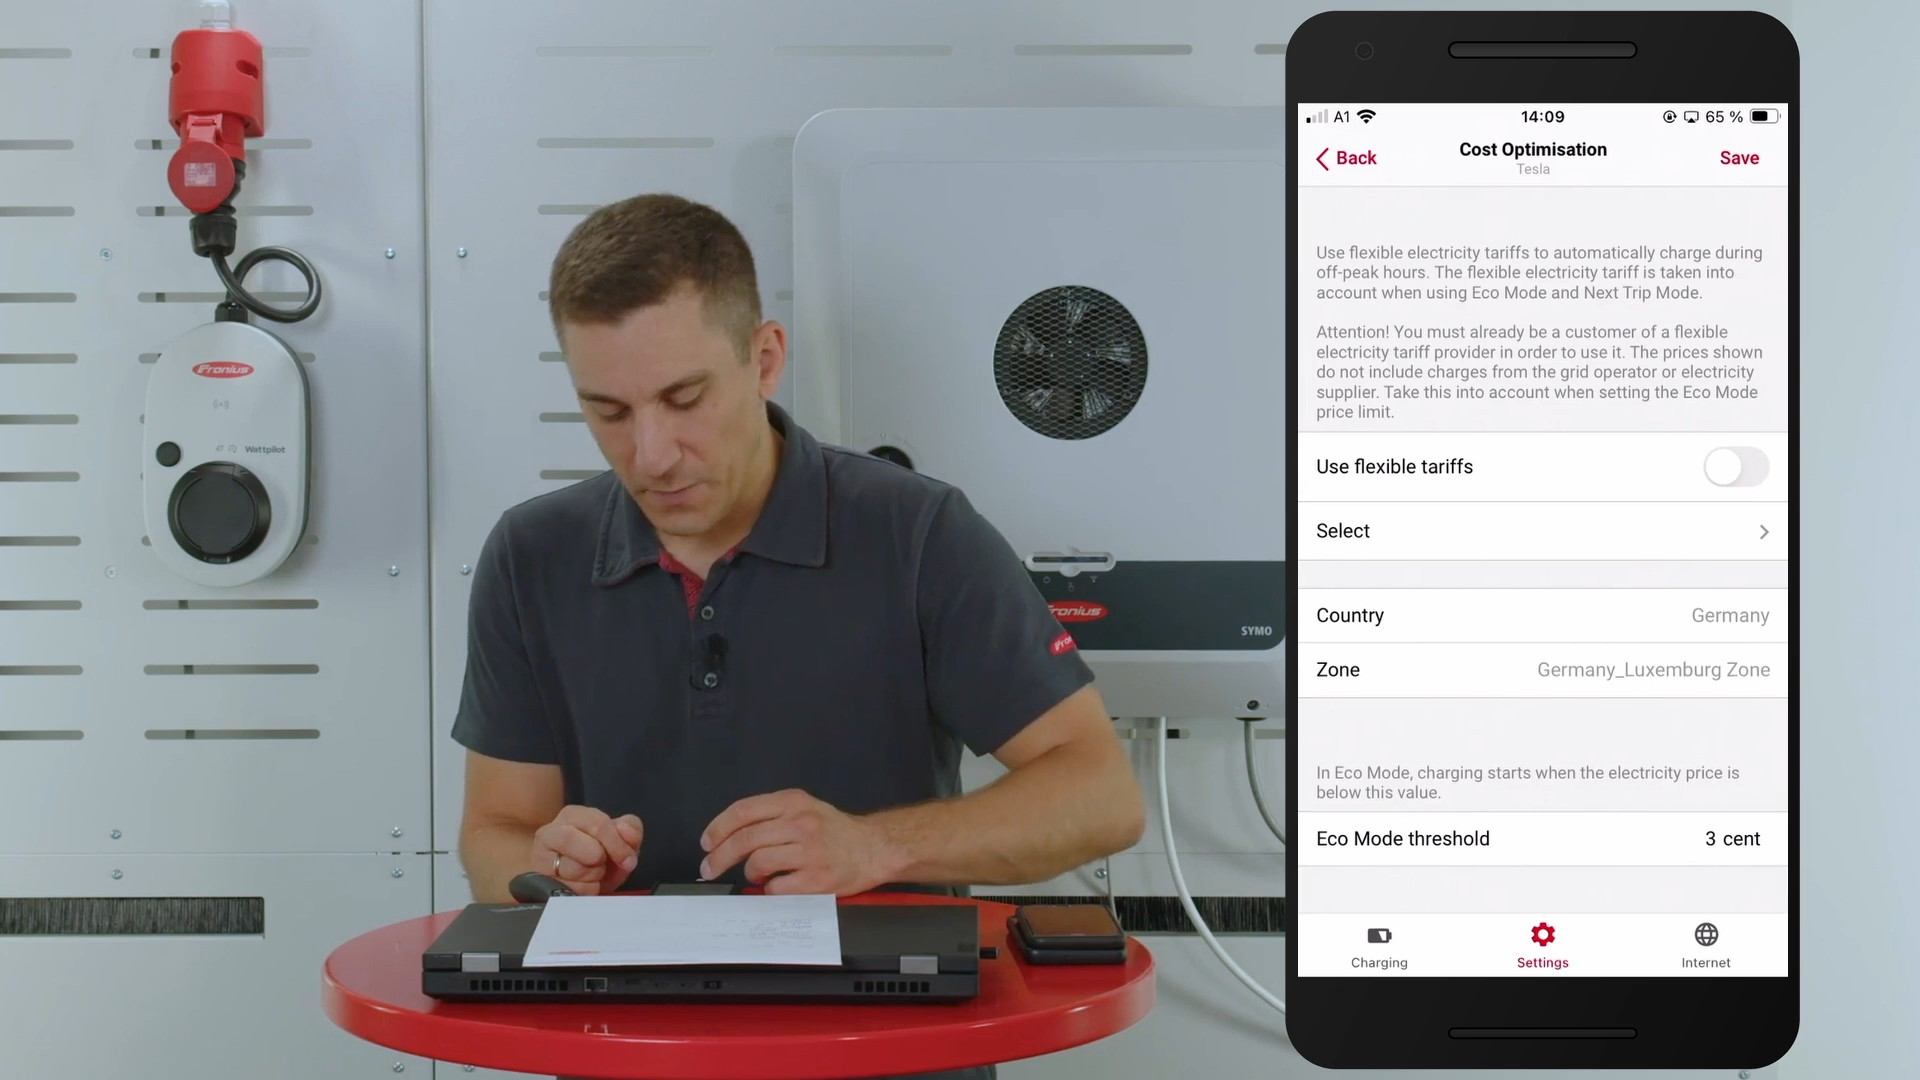 A1
14:09
65 %
Back
Cost Optimisation
Save
Tesla
Use flexible electricity tariffs to automatically charge during
off-peak hours. The flexible electricity tariff is taken into
account when using Eco Mode and Next Trip Mode.
Attention! You must already be a customer of a flexible
electricity tariff provider in order to use it. The prices shown
do not include charges from the grid operator or electricity
supplier. Take this into account when setting the Eco Mode
price limit.
Use flexible tariffs
Select
Country
Germany
Zone
Germany_Luxemburg Zone
In Eco Mode, charging starts when the electricity price is
below this value.
Eco Mode threshold
3 cent
Charging
Settings
Internet
Fronius
Wattpilot
Fronius
SYMO